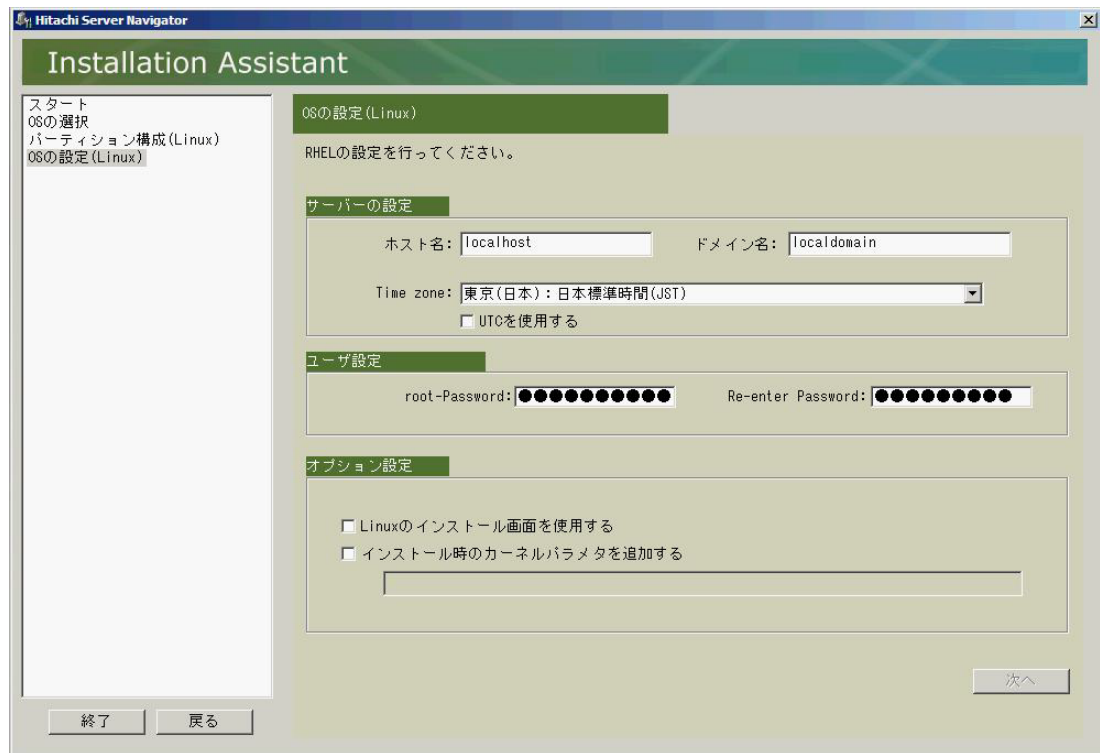 Hitachi Server Navigator
Installation Assistant
スタート
OSの選択
パーティション構成(Linux)
OSの設定(Linux)
OSの設定(Linux)
RHELの設定を行ってください。
サーバーの設定
ホスト名: localhost ドメイン名: localdomain
Time zone: 東京(日本):日本標準時間(JST)
UTCを使用する
ユーザ設定
root-Password: ●●●●●●●●●● Re-enter Password: ●●●●●●●●●
オプション設定
Linuxのインストール画面を使用する
インストール時のカーネルパラメタを追加する
次へ
終了 戻る